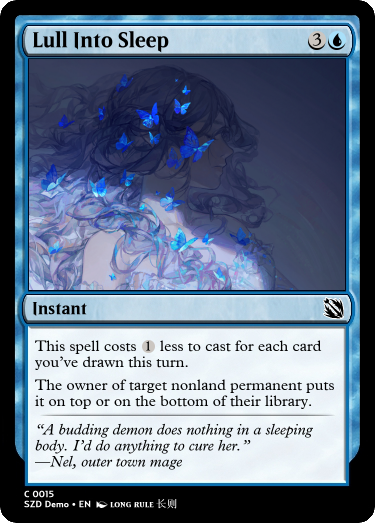 Lull Into Sleep 3
Instant
This spell costs 1 less to cast for each card
you've drawn this turn.
The owner of target nonland permanent puts
it on top or on the bottom of their library.
"A budding demon does nothing in a sleeping
body. I'd do anything to cure her."
—Nel, outer town mage
C 0015
SZD Demo • EN LONG RULE 长则